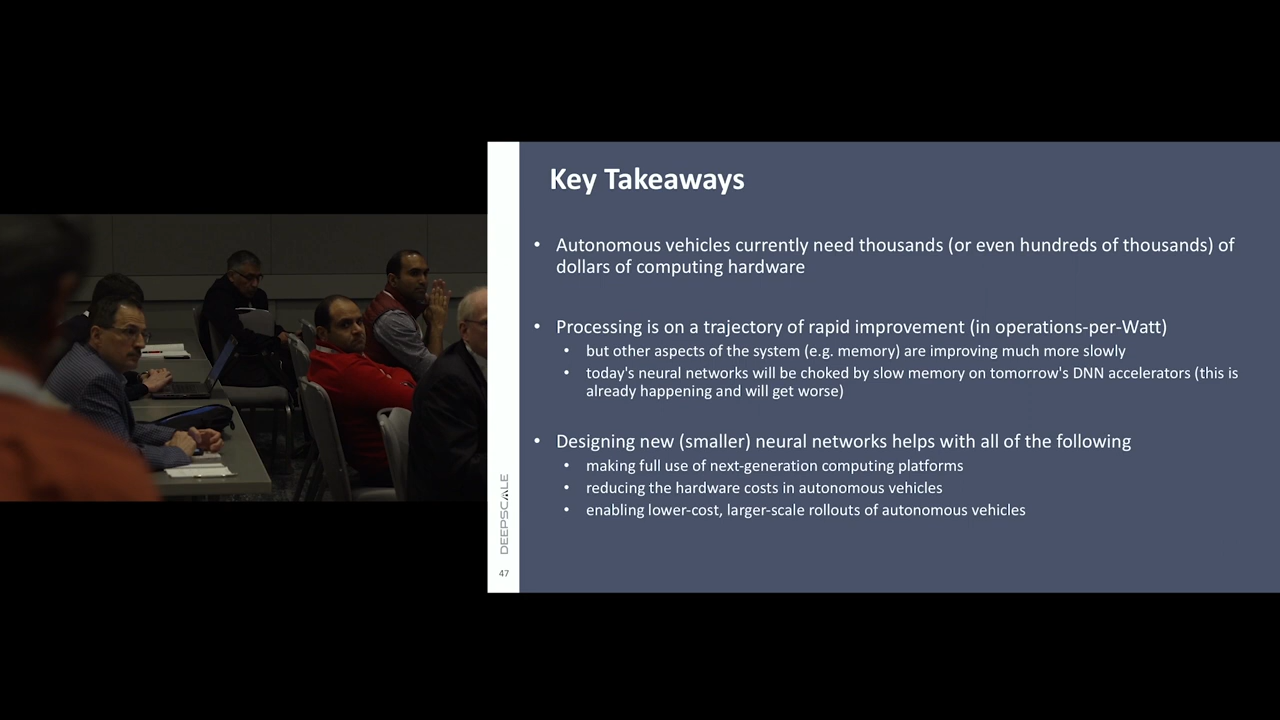 Key Takeaways
• Autonomous vehicles currently need thousands (or even hundreds of thousands) of
dollars of computing hardware
• Processing is on a trajectory of rapid improvement (in operations-per-Watt)
• but other aspects of the system (e.g. memory) are improving much more slowly
• today's neural networks will be choked by slow memory on tomorrow's DNN accelerators (this is
already happening and will get worse)
• Designing new (smaller) neural networks helps with all of the following
• making full use of next-generation computing platforms
• reducing the hardware costs in autonomous vehicles
• enabling lower-cost, larger-scale rollouts of autonomous vehicles
DEEPSCALE
47